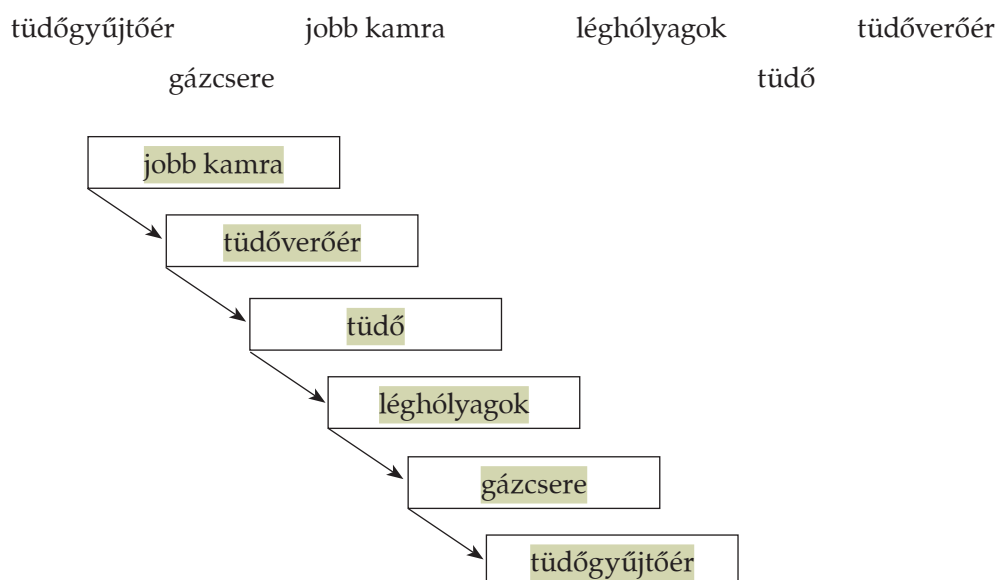 tüdőgyűjtőér jobb kamra léghólyagok tüdőverőér
gázcsere tüdő
jobb kamra
tüdőverőér
tüdő
léghólyagok
gázcsere
tüdőgyűjtőér